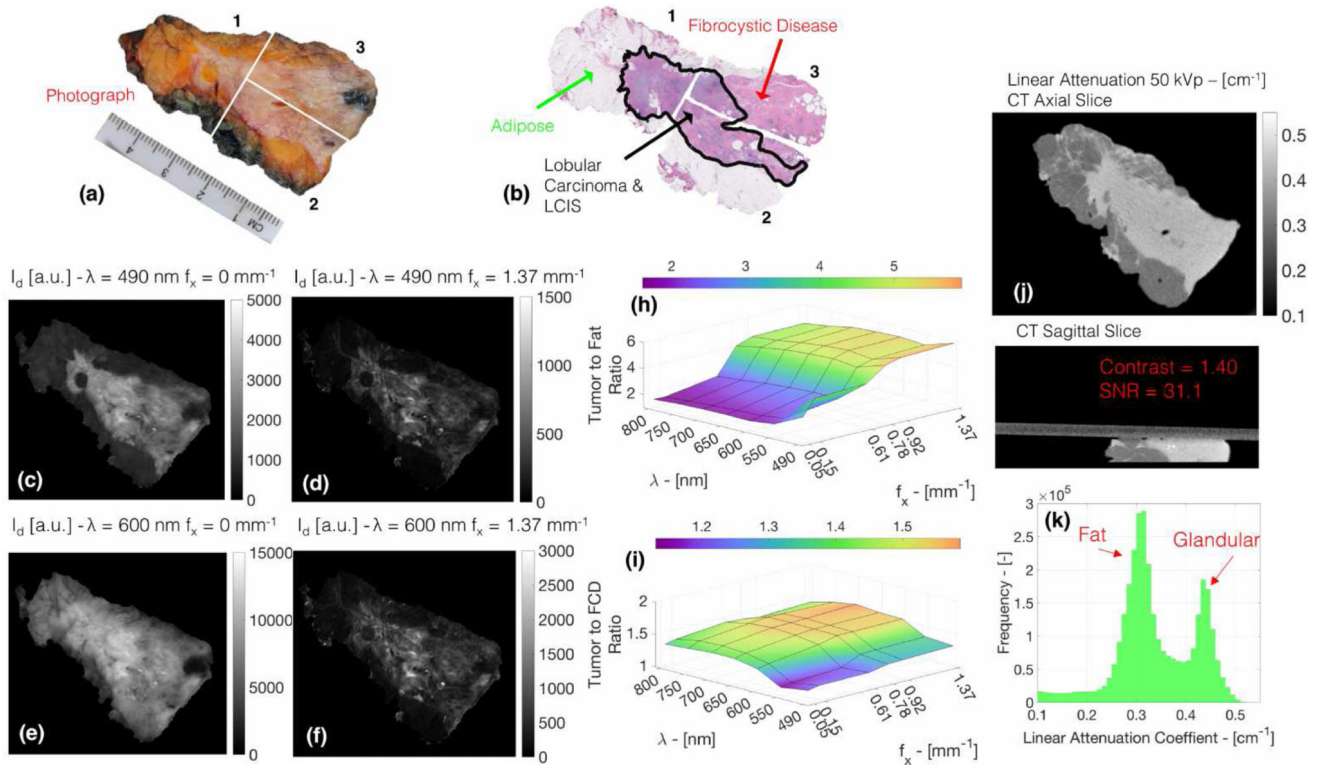 1
3
Photograph
4
3
2
1
CM
(a)
2
1
Fibrocystic Disease
3
Adipose
Lobular
Carcinoma &
LCIS
(b)
2
Linear Attenuation 50 kVp – [cm⁻¹]
CT Axial Slice
0.5
0.4
0.3
0.2
0.1
(j)
I_d [a.u.] - λ = 490 nm f_x = 0 mm⁻¹
5000
4000
3000
2000
1000
0
(c)
I_d [a.u.] - λ = 490 nm f_x = 1.37 mm⁻¹
1500
1000
500
0
(d)
2 3 4 5
(h)
Tumor to Fat
Ratio
6
4
2
800
750
700
650
600
550
490
λ - [nm]
0.05
0.15
0.61
0.78
0.92
1.37
f_x - [mm⁻¹]
CT Sagittal Slice
Contrast = 1.40
SNR = 31.1
I_d [a.u.] - λ = 600 nm f_x = 0 mm⁻¹
15000
10000
5000
0
(e)
I_d [a.u.] - λ = 600 nm f_x = 1.37 mm⁻¹
3000
2500
2000
1500
1000
500
0
(f)
1.2 1.3 1.4 1.5
(i)
Tumor to FCD
Ratio
2
1.5
1
800
750
700
650
600
550
490
λ - [nm]
0.05
0.15
0.61
0.78
0.92
1.37
f_x - [mm⁻¹]
×10⁵
(k)
Fat
Glandular
Frequency - [-]
3
2.5
2
1.5
1
0.5
0
0.1 0.2 0.3 0.4 0.5
Linear Attenuation Coeffient - [cm⁻¹]